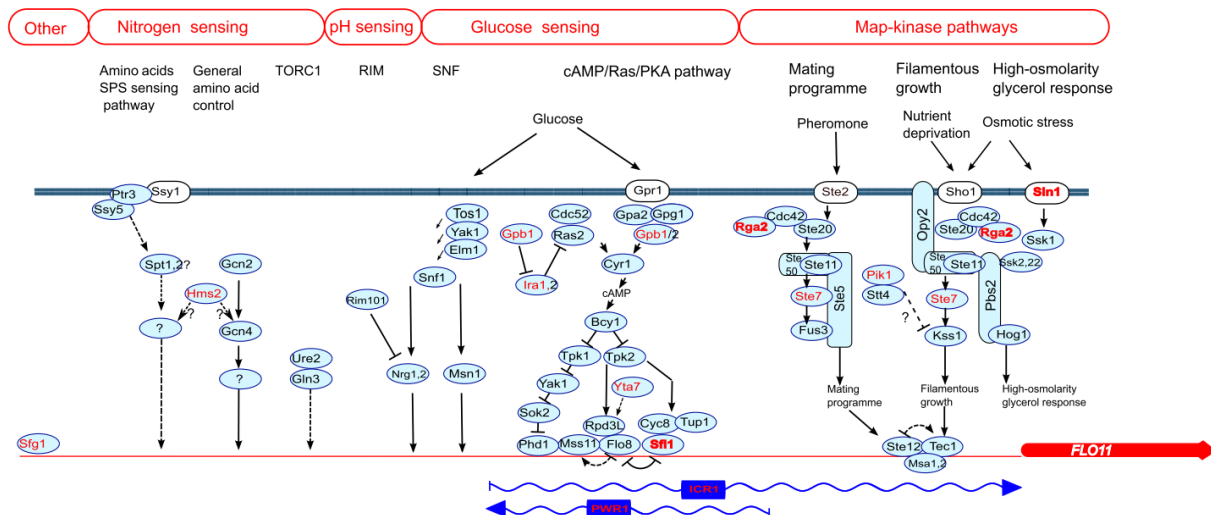 Other
Nitrogen sensing
pH sensing
Glucose sensing
Map-kinase pathways
Amino acids
SPS sensing
pathway
General
amino acid
control
TORC1
RIM
SNF
cAMP/Ras/PKA pathway
Mating
programme
Filamentous
growth
High-osmolarity
glycerol response
Glucose
Pheromone
Nutrient
deprivation
Osmotic stress
Ptr3
Ssy1
Ssy5
Gpr1
Ste2
Sho1
Sln1
Tos1
Yak1
Elm1
Snf1
Gpb1
Cdc52
Ras2
Ira1,2
Gpa2
Gpg1
Gpb1/2
Cyr1
cAMP
Bcy1
Tpk1
Tpk2
Yak1
Sok2
Phd1
Yta7
Rpd3L
Mss11
Flo8
Cyc8
Tup1
Sfl1
Rga2
Cdc42
Ste20
Ste
50
Ste11
Ste5
Ste7
Fus3
Mating
programme
Opy2
Cdc42
Ste20
Rga2
Ste
50
Ste11
Pik1
Stt4
?
Ste7
Kss1
Filamentous
growth
Pbs2
Ssk1
Ssk2,22
Hog1
High-osmolarity
glycerol response
Spt1,2?
Gcn2
Hms2
?
?
?
Gcn4
?
Ure2
Gln3
Rim101
Nrg1,2
Msn1
Ste12
Tec1
Msa1,2
Sfg1
FLO11
ICR1
PWR1